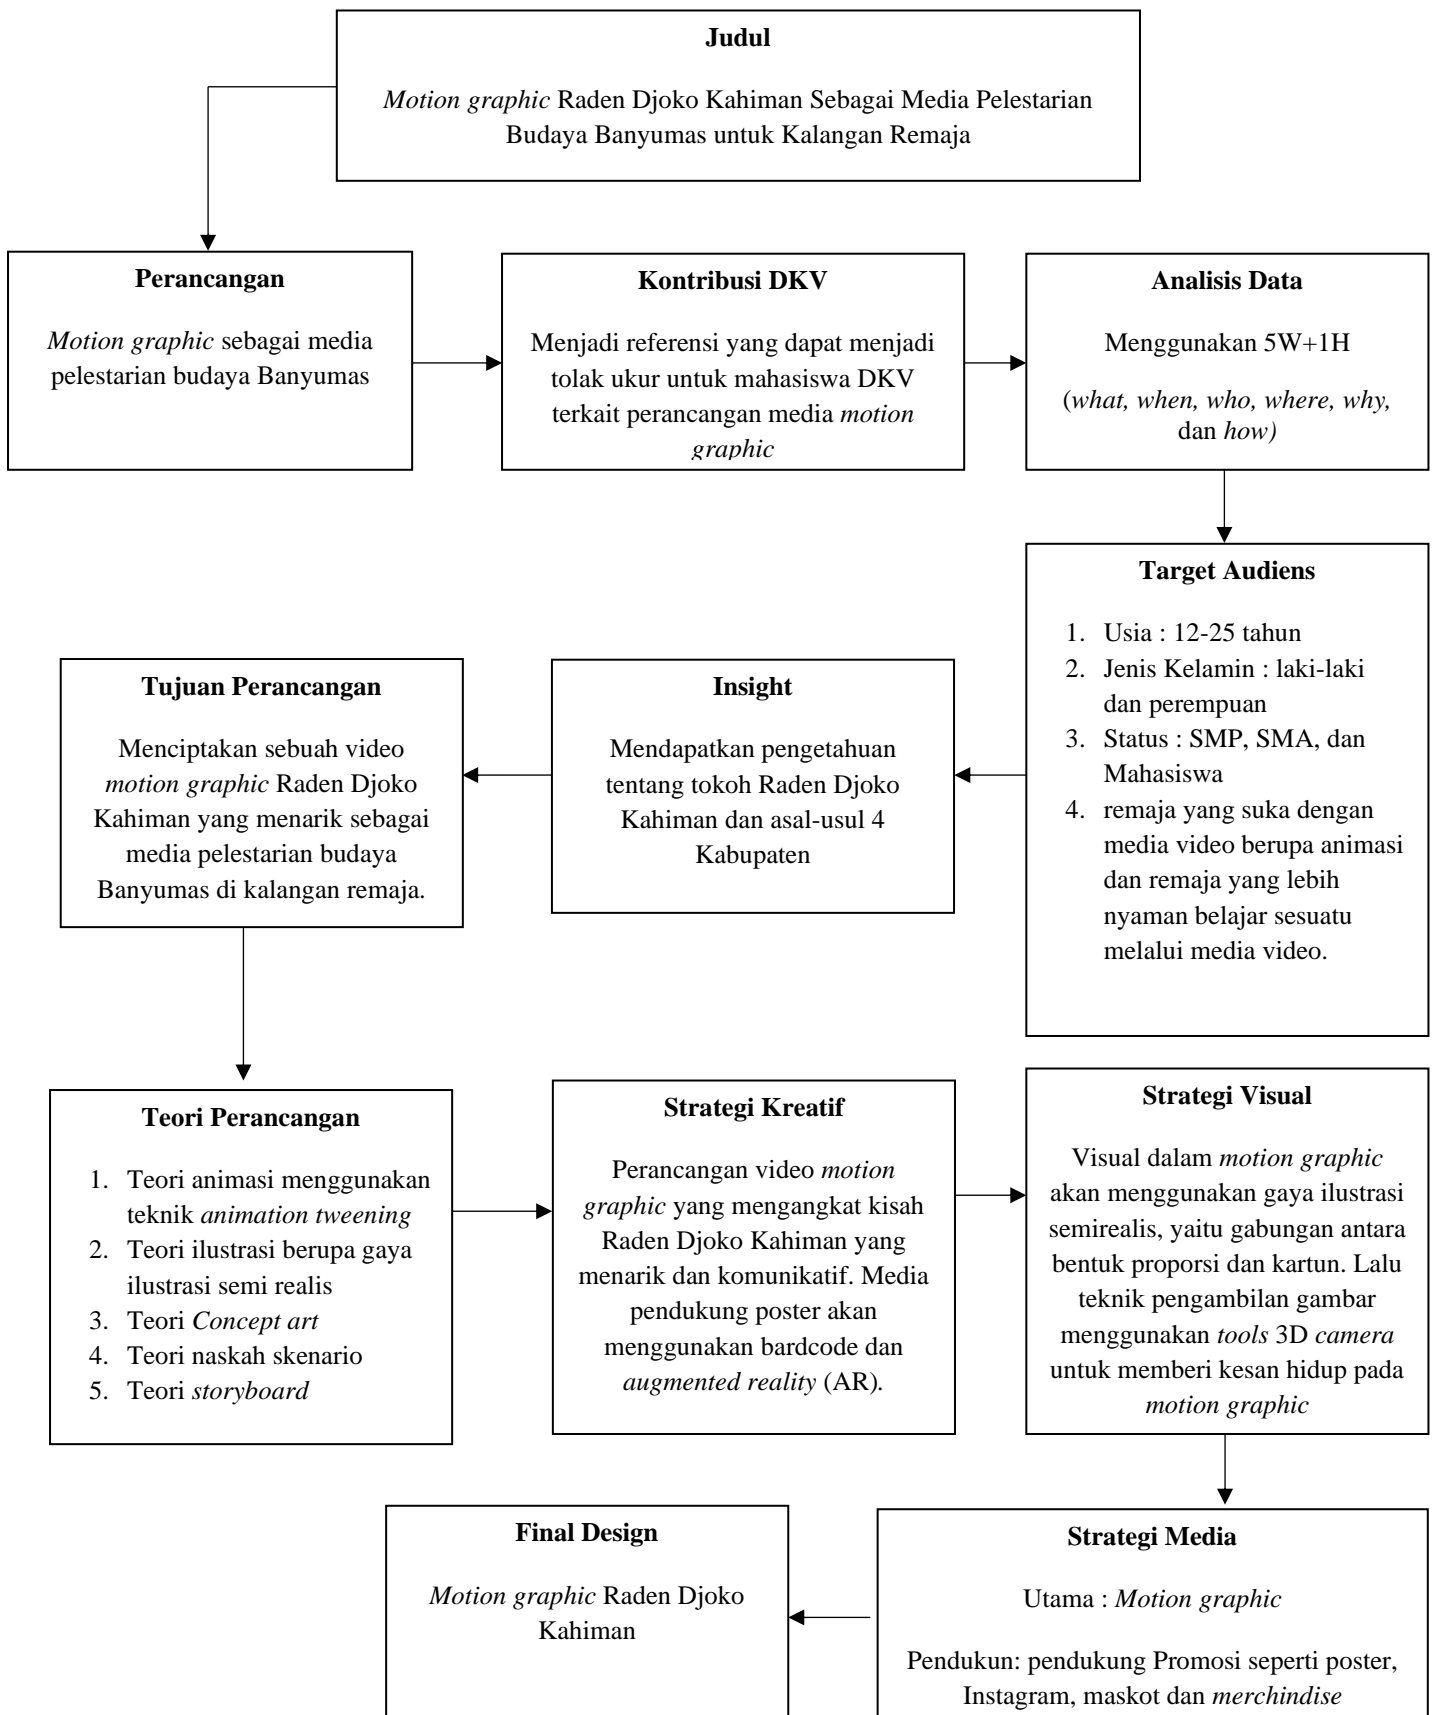 Judul
Motion graphic Raden Djoko Kahiman Sebagai Media Pelestarian
Budaya Banyumas untuk Kalangan Remaja
Perancangan
Motion graphic sebagai media
pelestarian budaya Banyumas
Kontribusi DKV
Menjadi referensi yang dapat menjadi
tolak ukur untuk mahasiswa DKV
terkait perancangan media motion
graphic
Analisis Data
Menggunakan 5W+1H
(what, when, who, where, why,
dan how)
Target Audiens
1. Usia : 12-25 tahun
2. Jenis Kelamin : laki-laki
dan perempuan
3. Status : SMP, SMA, dan
Mahasiswa
4. remaja yang suka dengan
media video berupa animasi
dan remaja yang lebih
nyaman belajar sesuatu
melalui media video.
Insight
Mendapatkan pengetahuan
tentang tokoh Raden Djoko
Kahiman dan asal-usul 4
Kabupaten
Tujuan Perancangan
Menciptakan sebuah video
motion graphic Raden Djoko
Kahiman yang menarik sebagai
media pelestarian budaya
Banyumas di kalangan remaja.
Teori Perancangan
1. Teori animasi menggunakan
teknik animation tweening
2. Teori ilustrasi berupa gaya
ilustrasi semi realis
3. Teori Concept art
4. Teori naskah skenario
5. Teori storyboard
Strategi Kreatif
Perancangan video motion
graphic yang mengangkat kisah
Raden Djoko Kahiman yang
menarik dan komunikatif. Media
pendukung poster akan
menggunakan bardcode dan
augmented reality (AR).
Strategi Visual
Visual dalam motion graphic
akan menggunakan gaya ilustrasi
semirealis, yaitu gabungan antara
bentuk proporsi dan kartun. Lalu
teknik pengambilan gambar
menggunakan tools 3D camera
untuk memberi kesan hidup pada
motion graphic
Strategi Media
Utama : Motion graphic
Pendukun: pendukung Promosi seperti poster,
Instagram, maskot dan merchindise
Final Design
Motion graphic Raden Djoko
Kahiman